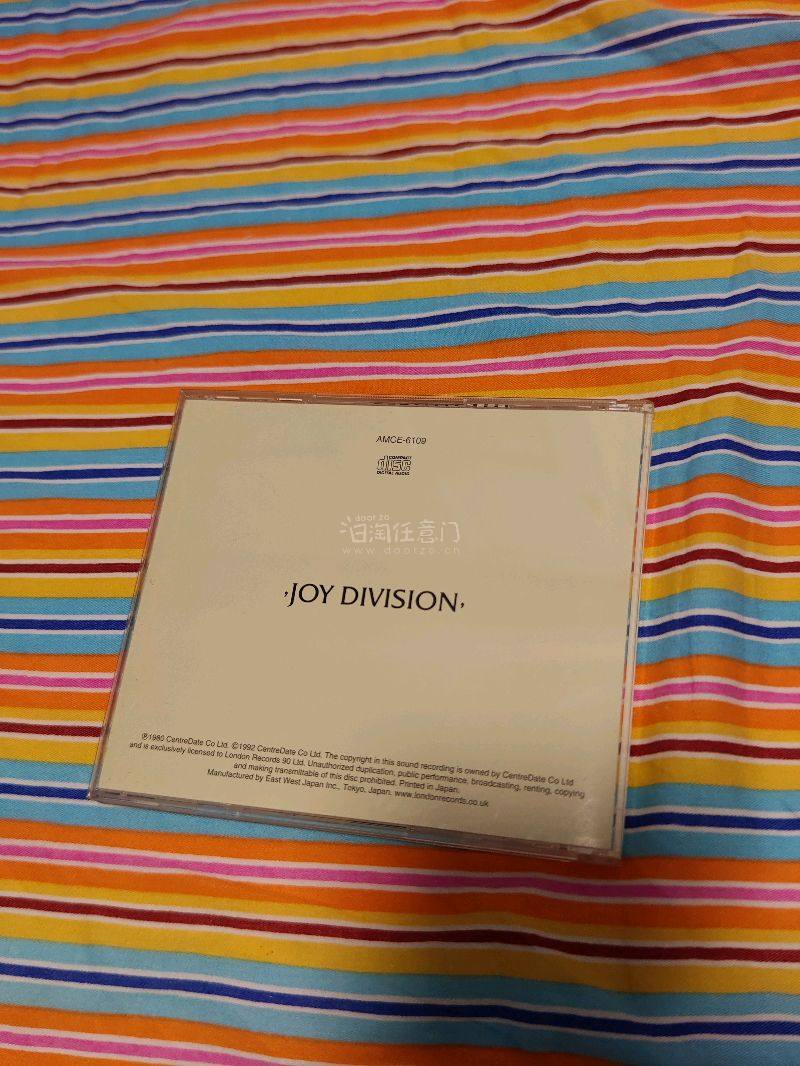 AMCE-6109
COMPACT
disc
DIGITAL AUDIO
doorzo
日淘任意门
www.doorzo.cn
,JOY DIVISION,
℗1980 CentreDate Co Ltd. ©1992 CentreDate Co Ltd. The copyright in this sound recording is owned by CentreDate Co Ltd
and is exclusively licensed to London Records 90 Ltd. Unauthorized duplication, public performance, broadcasting, renting, copying
and making transmittable of this disc prohibited. Printed in Japan.
Manufactured by East West Japan Inc., Tokyo, Japan. www.londonrecords.co.uk